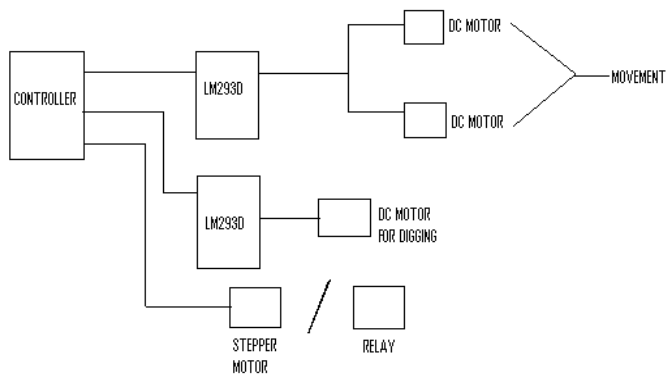 DC MOTOR
MOVEMENT
CONTROLLER
LM293D
DC MOTOR
LM293D
DC MOTOR
FOR DIGGING
STEPPER
MOTOR
RELAY